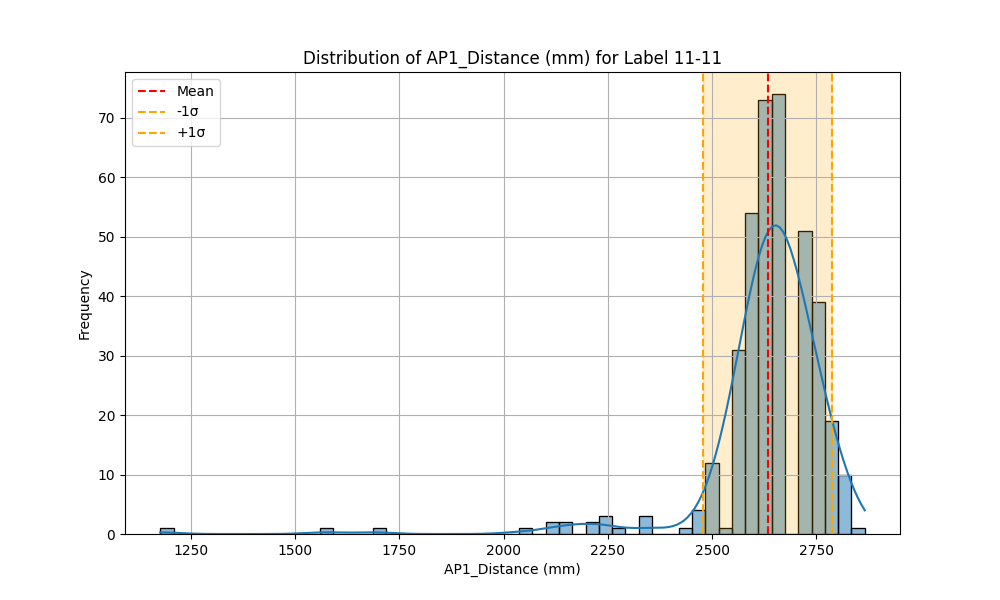 Distribution of AP1_Distance (mm) for Label 11-11
Mean
-1σ
+1σ
70
60
50
40
30
20
10
0
Frequency
1250 1500 1750 2000 2250 2500 2750
AP1_Distance (mm)